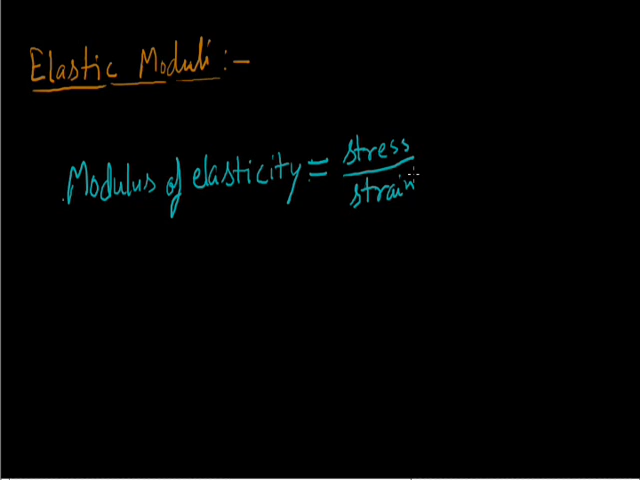 Elastic Moduli :-
Modulus of elasticity = stress
strain